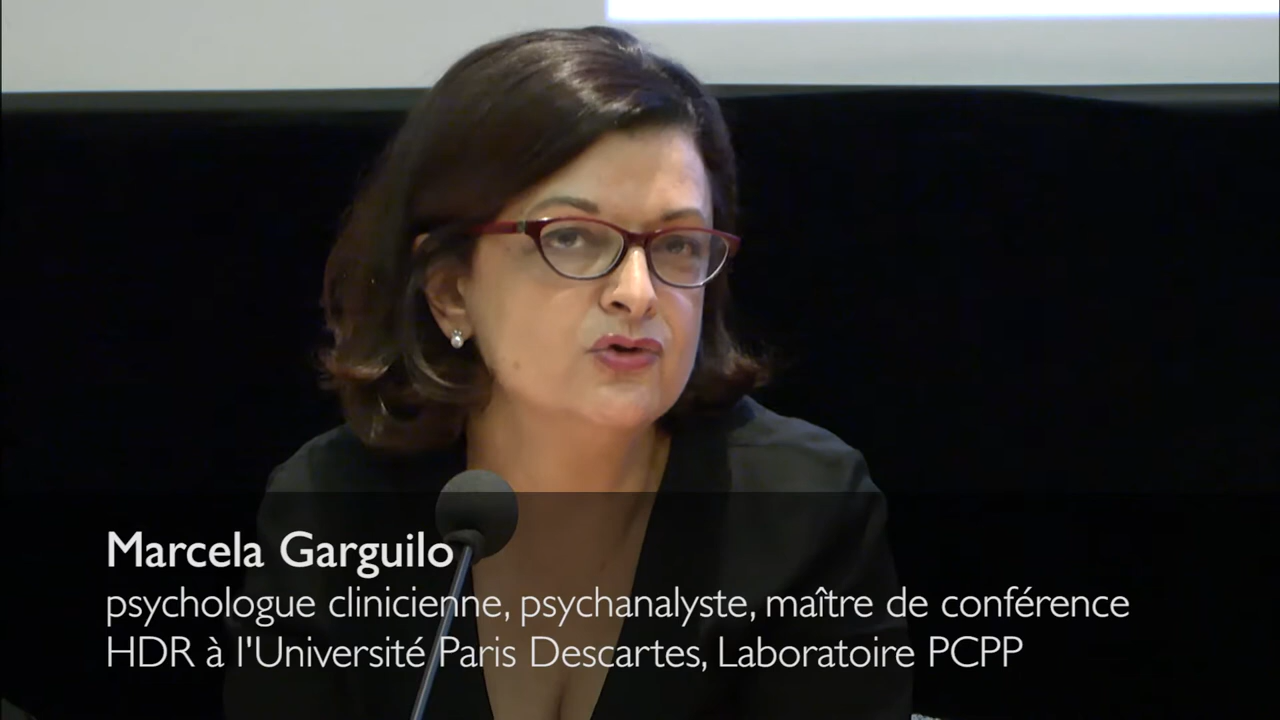 Marcela Garguilo
psychologue clinicienne, psychanalyste, maître de conférence
HDR à l'Université Paris Descartes, Laboratoire PCPP